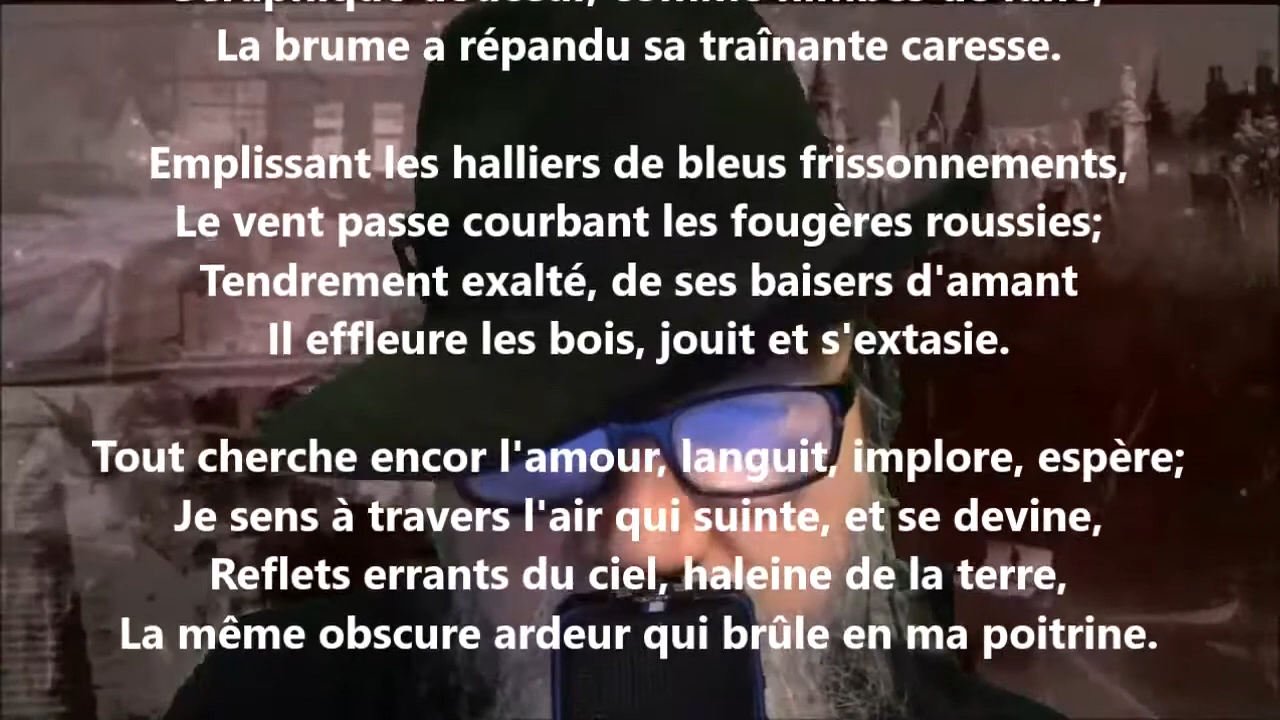 La brume a répandu sa traînante caresse.
Emplissant les halliers de bleus frissonnements,
Le vent passe courbant les fougères roussies;
Tendrement exalté, de ses baisers d'amant
Il effleure les bois, jouit et s'extasie.
Tout cherche encor l'amour, languit, implore, espère;
Je sens à travers l'air qui suinte, et se devine,
Reflets errants du ciel, haleine de la terre,
La même obscure ardeur qui brûle en ma poitrine.